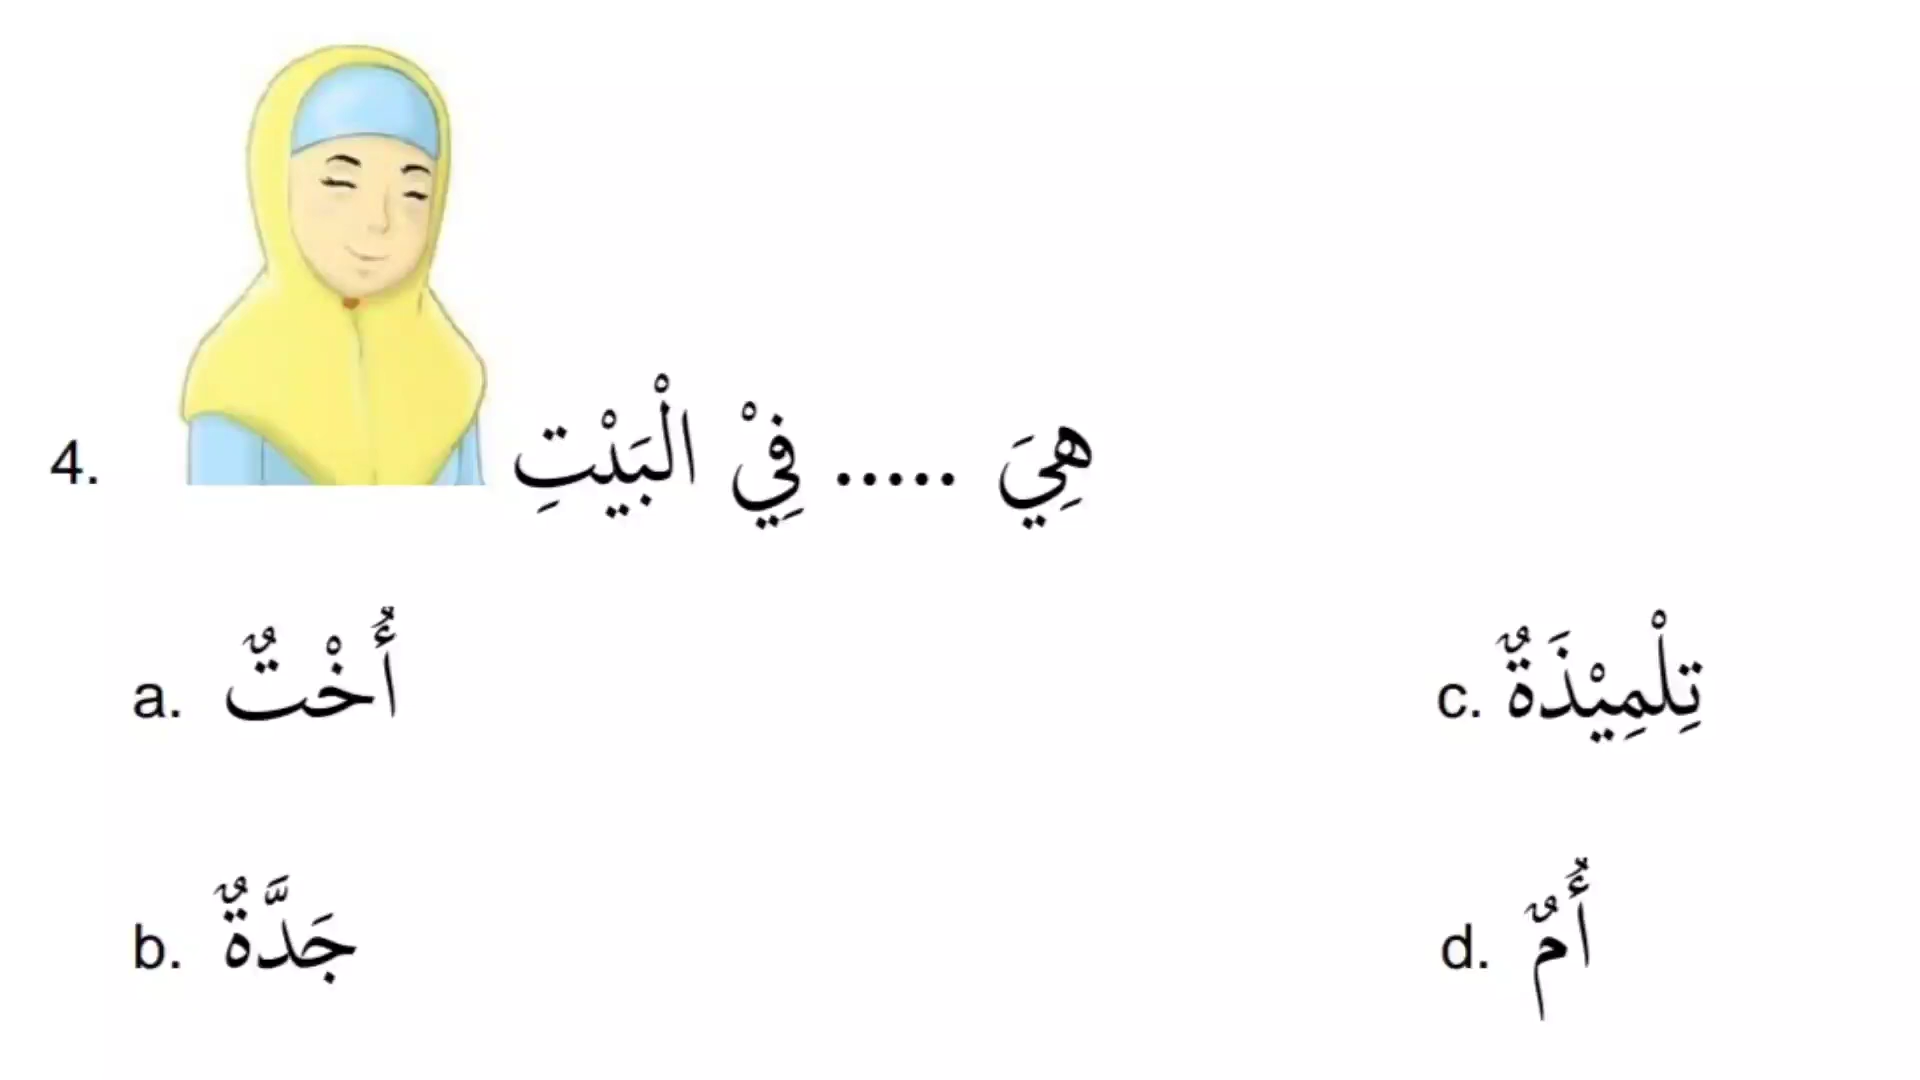 4. هِيَ ..... فِيْ الْبَيْتِ
a. أُخْتٌ
c. تِلْمِيْذَةٌ
b. جَدَّةٌ
d. أُمٌ